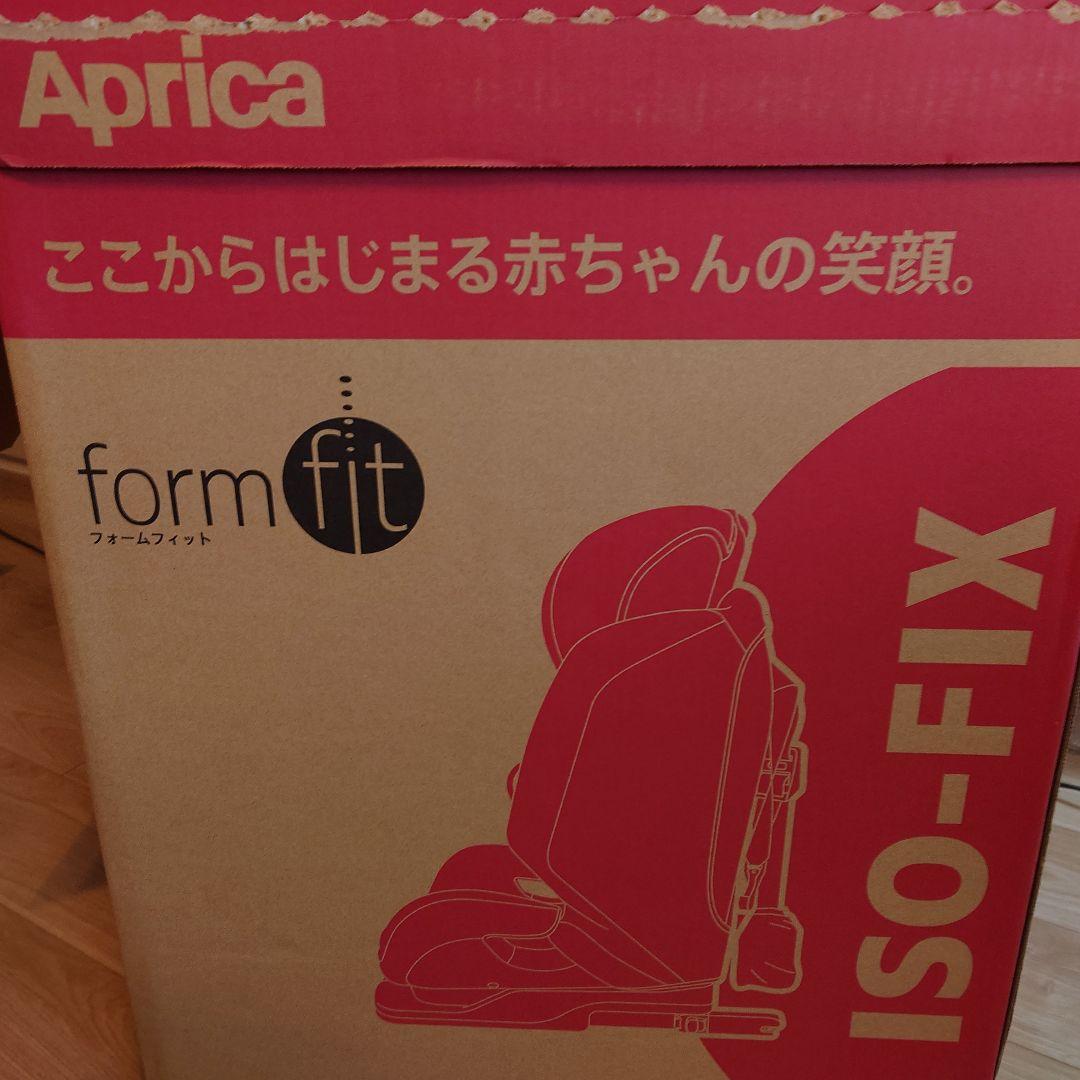 Aprica
ここからはじまる赤ちゃんの笑顔。
form fit
フォームフィット
ISO-FIX